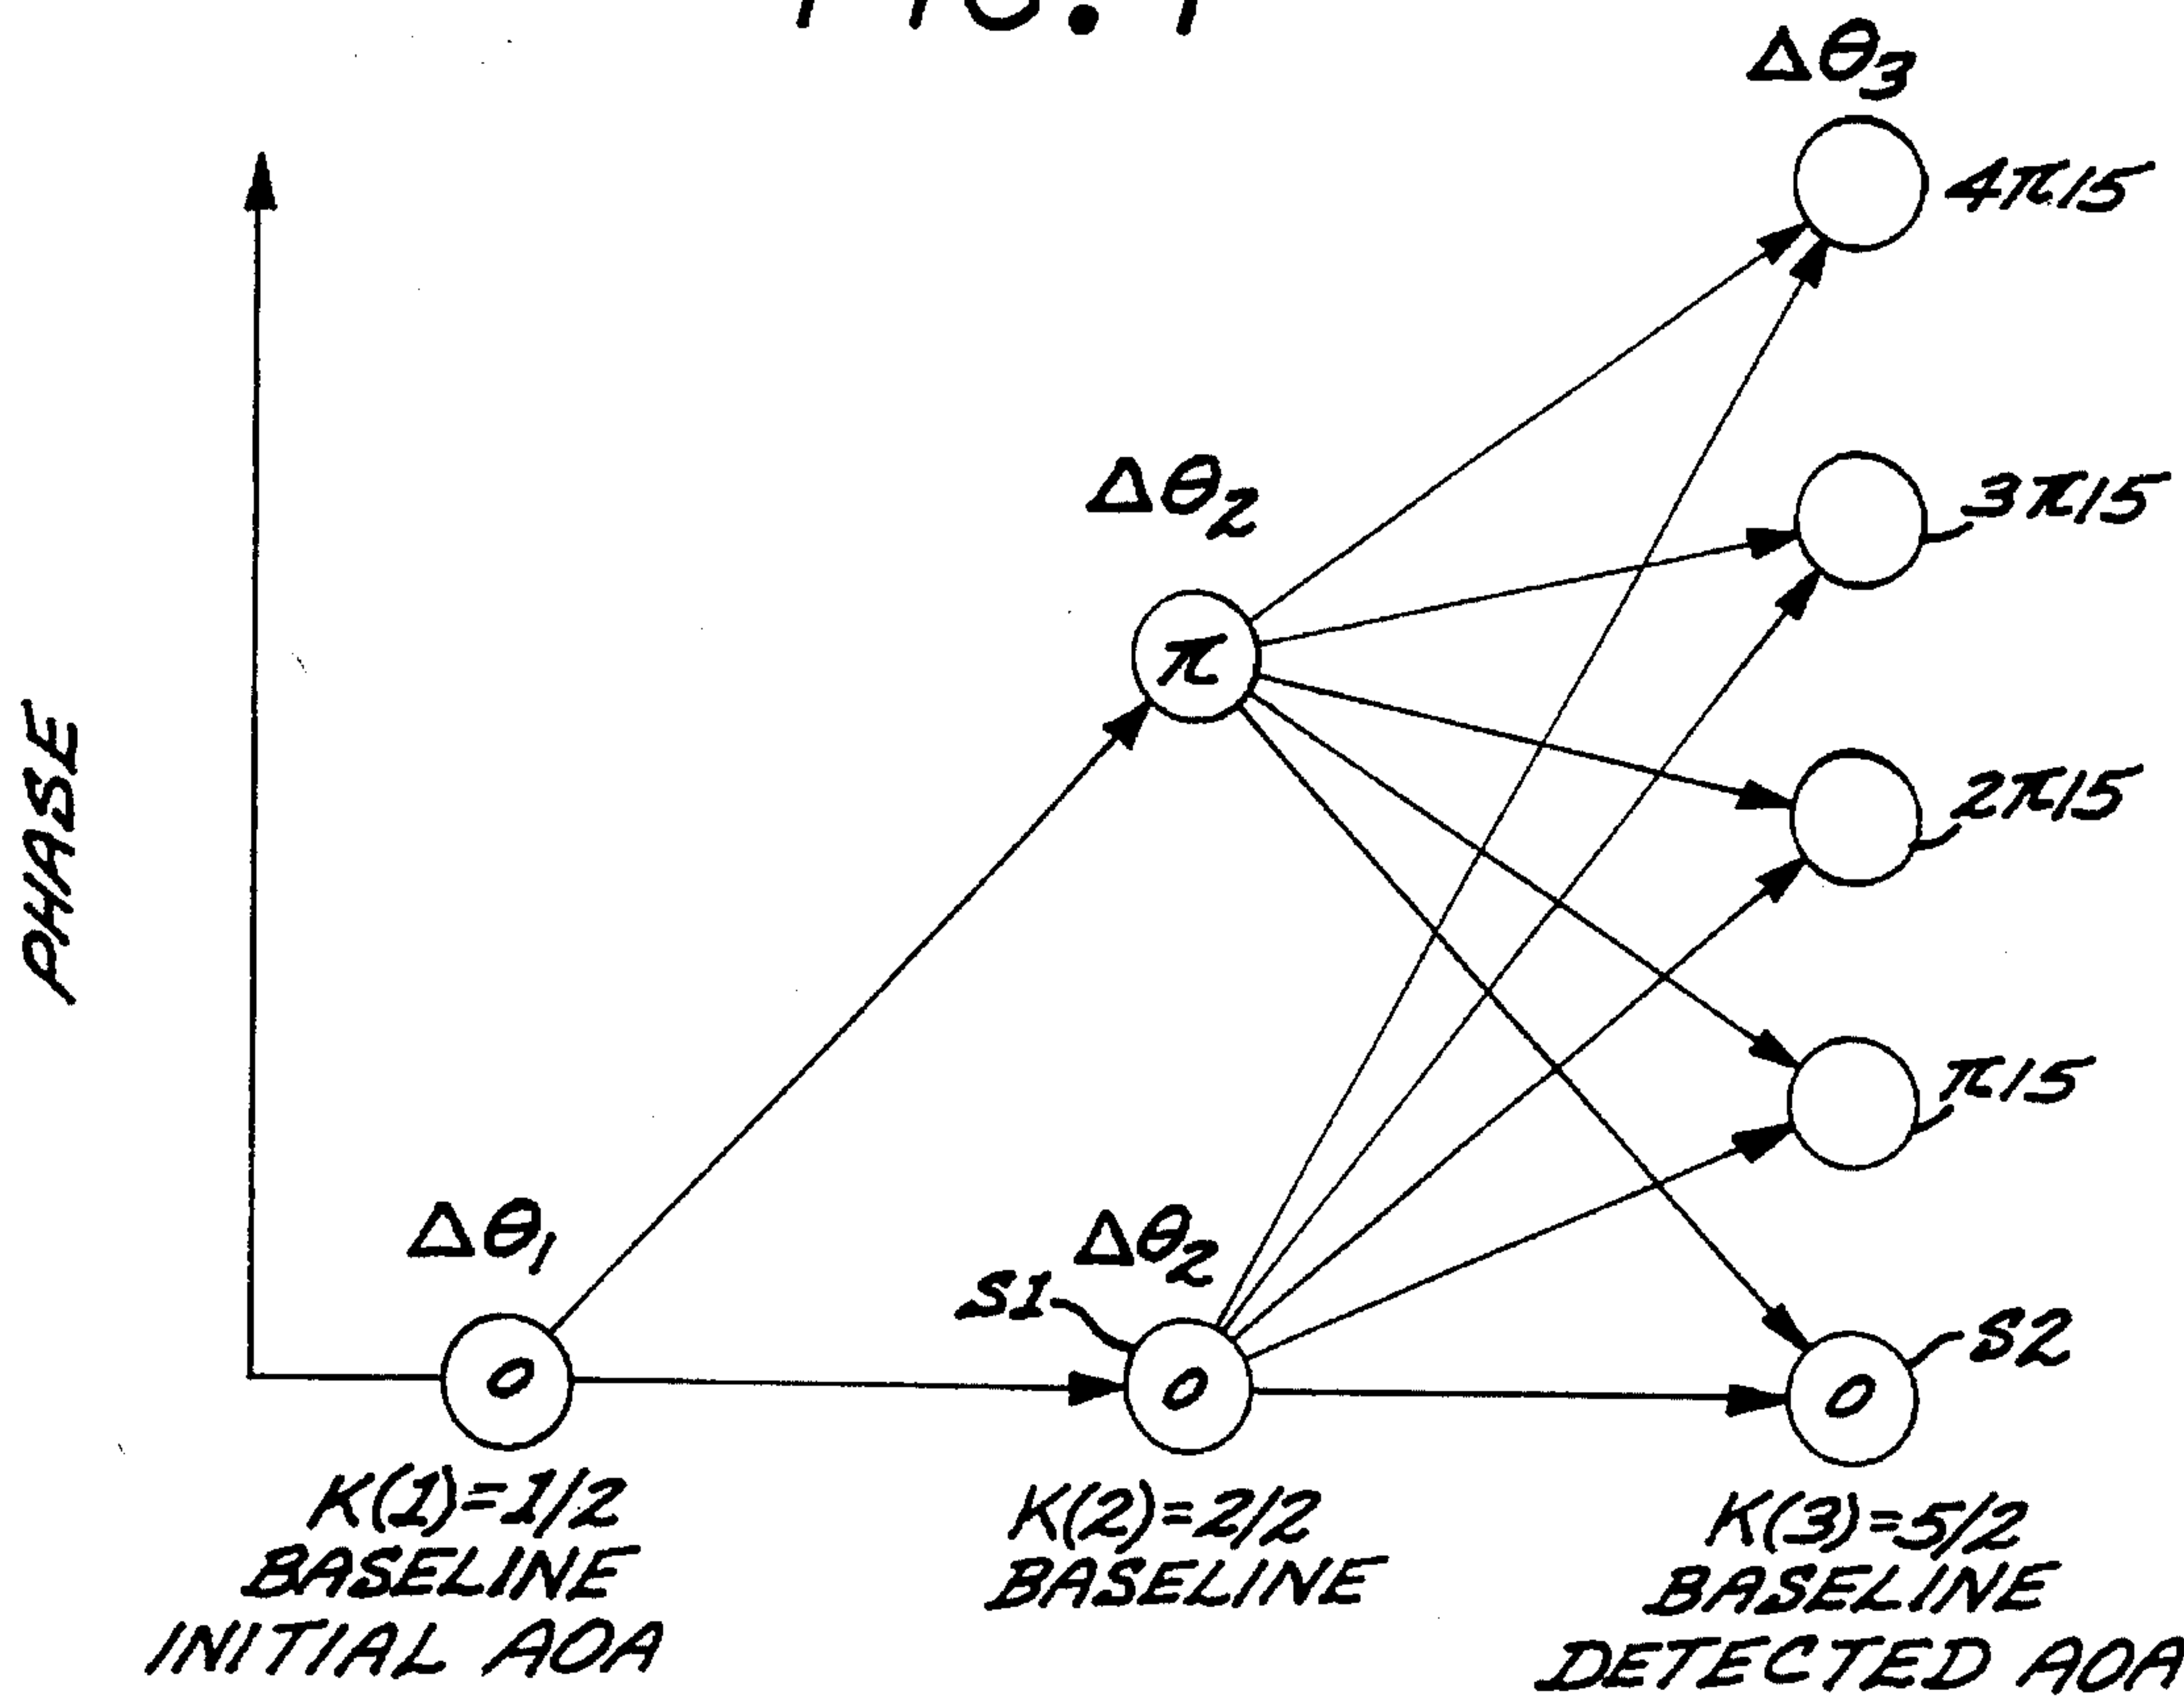 FIG.
Δθ3
4π/5
3π/5
Δθ2
π
2π/5
PHASE
π/5
Δθ1
Δθ2
S1
S2
0
0
0
K(1)=1/2
BASELINE
INITIAL AOA
K(2)=2/2
BASELINE
K(3)=5/2
BASELINE
DETECTED AOA